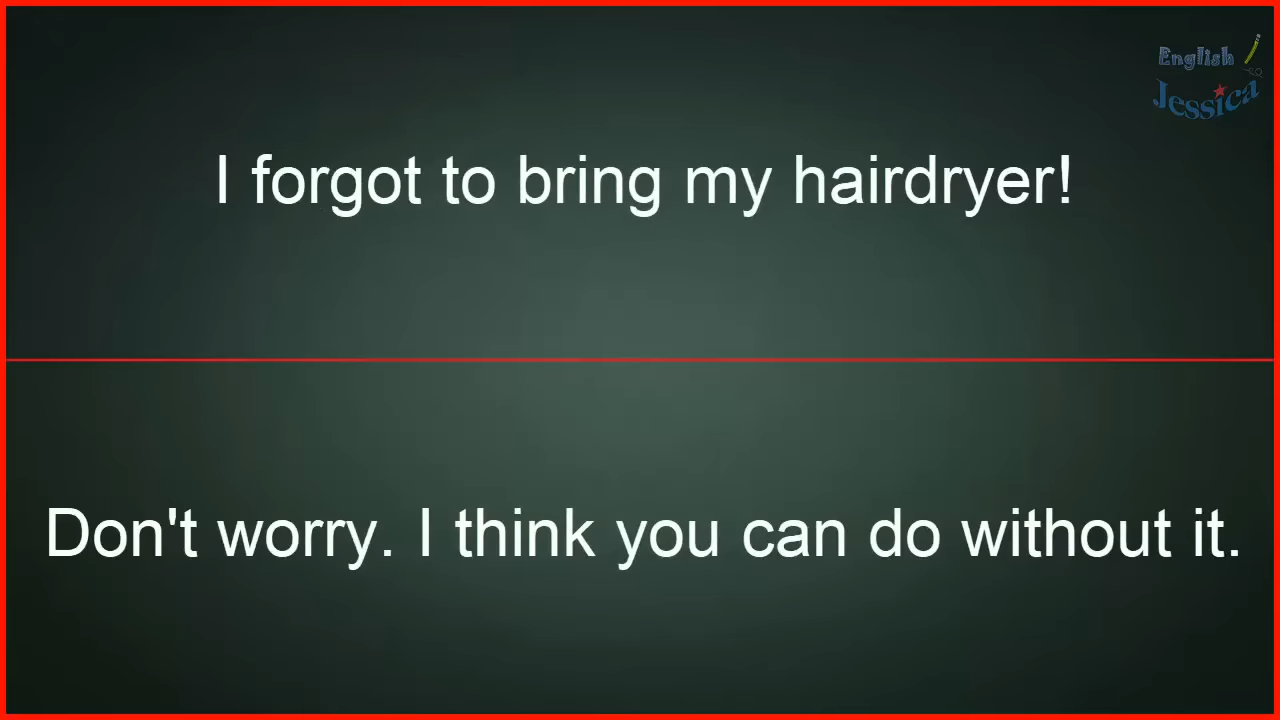 English
Jessica
I forgot to bring my hairdryer!
Don't worry. I think you can do without it.